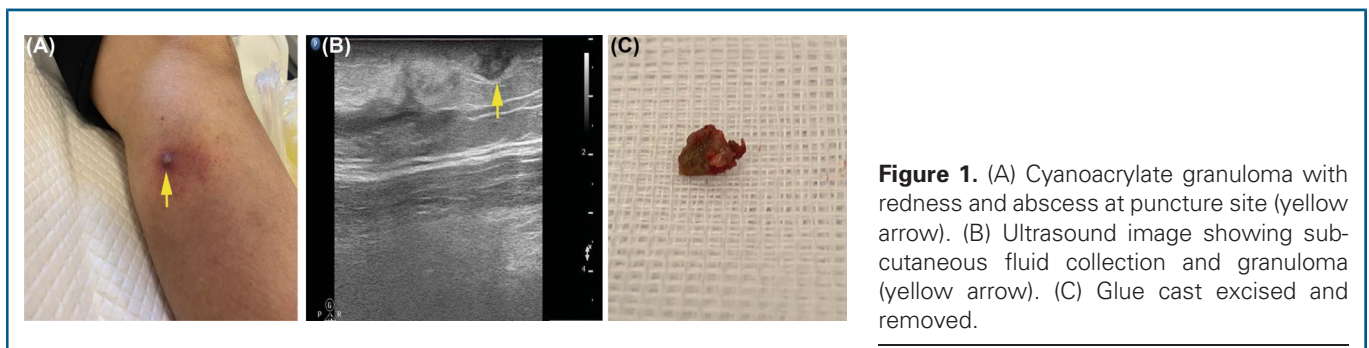 (A)
(B)
(C)
P
2
4
G
P R
Figure 1. (A) Cyanoacrylate granuloma with
redness and abscess at puncture site (yellow
arrow). (B) Ultrasound image showing sub-
cutaneous fluid collection and granuloma
(yellow arrow). (C) Glue cast excised and
removed.